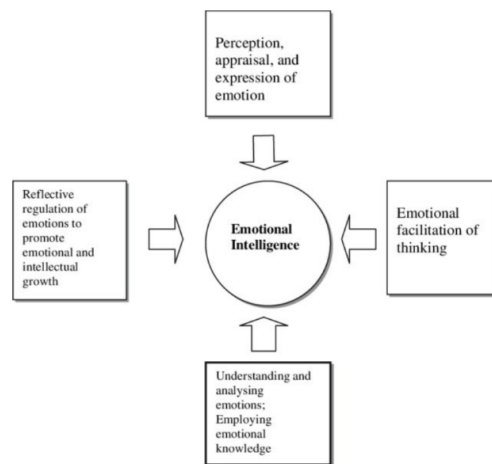 Perception,
appraisal, and
expression of
emotion
Reflective
regulation of
emotions to
promote
emotional and
intellectual
growth
Emotional
Intelligence
Emotional
facilitation of
thinking
Understanding and
analysing
emotions;
Employing
emotional
knowledge